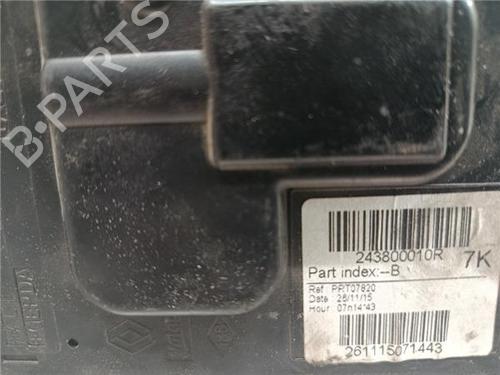 B-PARTS
243800010R
7K
Part index:--B
Ref PRT07820
Date 26/11/15
Hour 07h14'43
261115071443